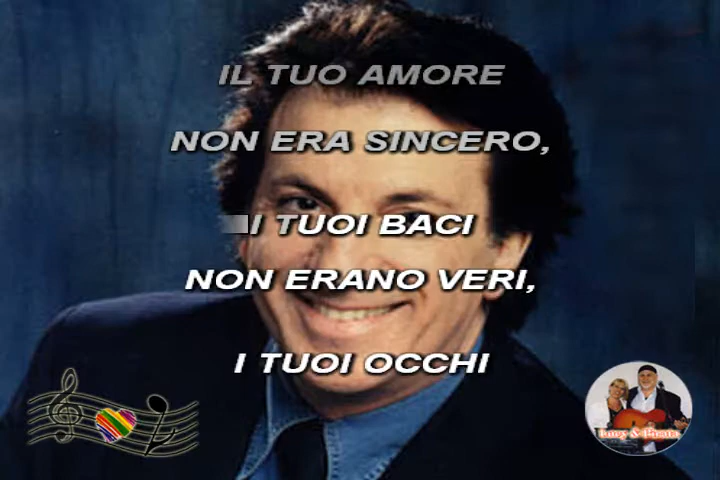 IL TUO AMORE
NON ERA SINCERO,
I TUOI BACI
NON ERANO VERI,
I TUOI OCCHI